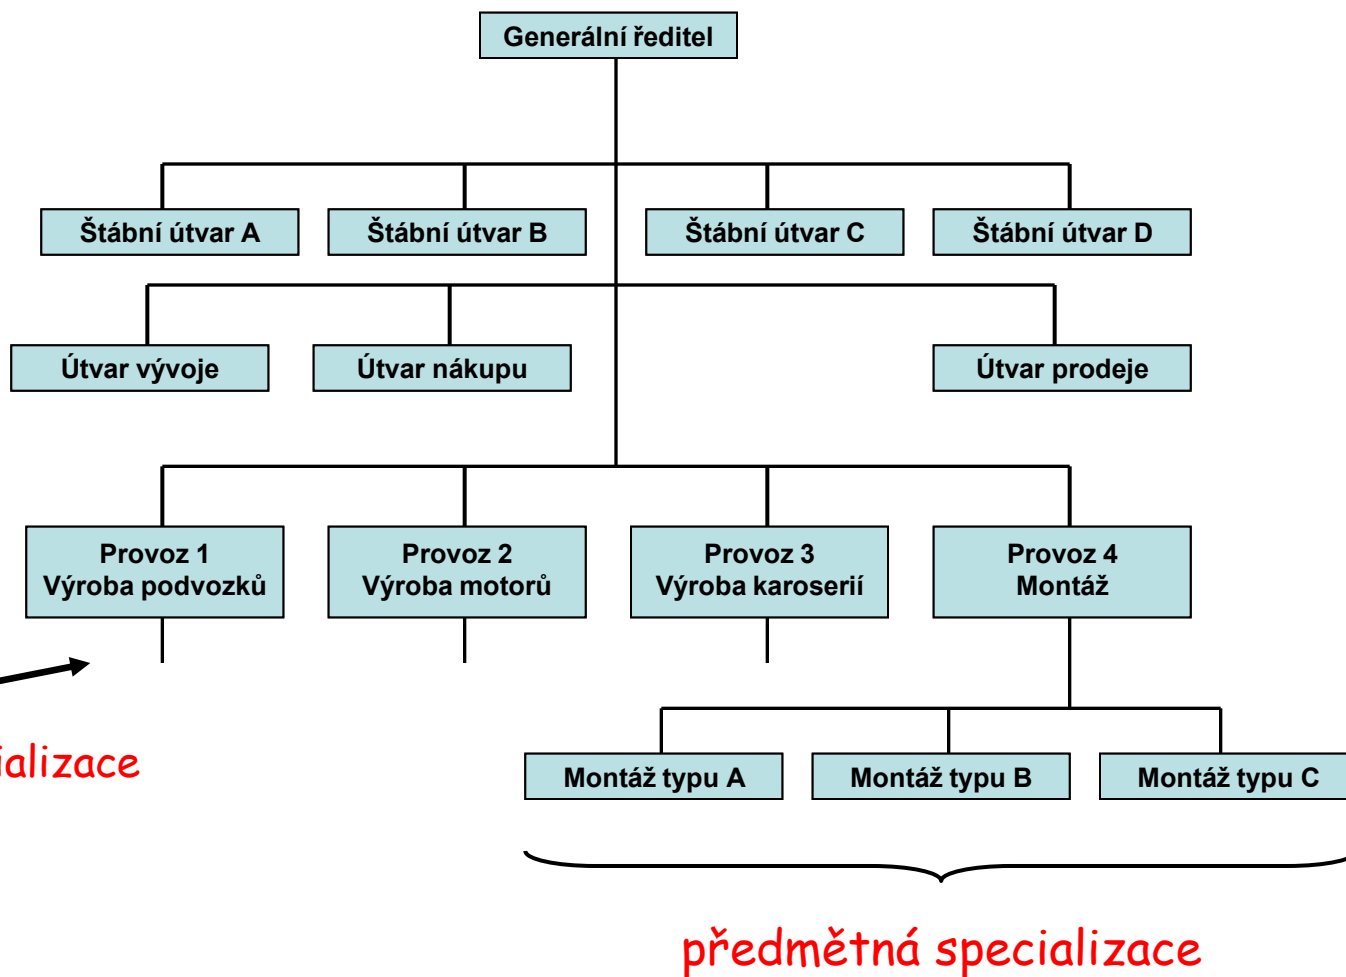 Generální ředitel
Štábní útvar A
Štábní útvar B
Štábní útvar C
Štábní útvar D
Útvar vývoje
Útvar nákupu
Útvar prodeje
Provoz 1
Výroba podvozků
Provoz 2
Výroba motorů
Provoz 3
Výroba karoserií
Provoz 4
Montáž
ializace
Montáž typu A
Montáž typu B
Montáž typu C
předmětná specializace